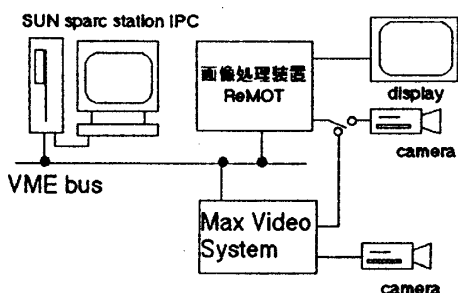 SUN sparc station IPC
画像処理装置
ReMOT
display
camera
VME bus
Max Video
System
camera